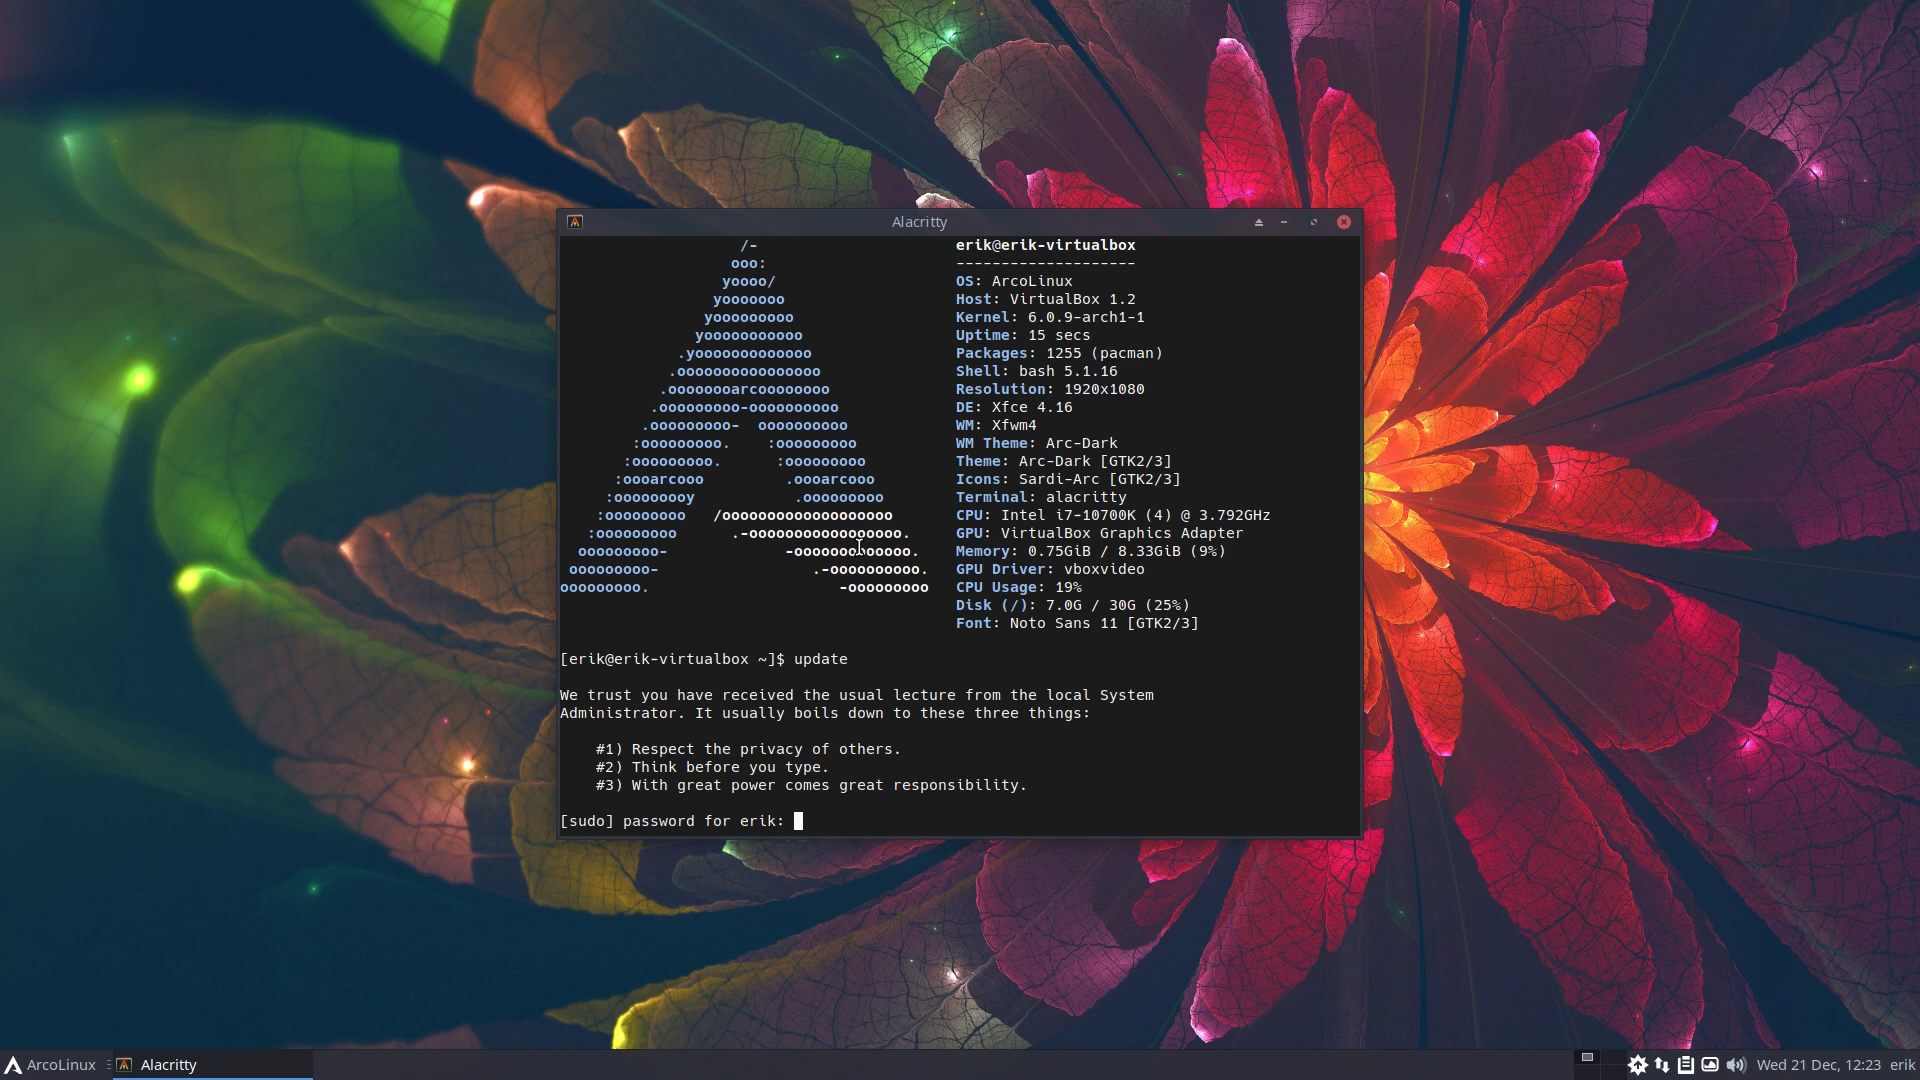 Alacritty
/-
ooo:
yoooo/
yooooooo
yooooooooo
yooooooooooo
.yooooooooooooo
.oooooooooooooooo
.ooooooooarcoooooooo
.ooooooooo-oooooooooo
.ooooooooo-  oooooooooo
:ooooooooo.    :ooooooooo
:ooooooooo.      :ooooooooo
:oooarcooo         .oooarcooo
:ooooooooy           .ooooooooo
:ooooooooo   /ooooooooooooooooooo
:ooooooooo      .-ooooooooooooooooo.
ooooooooo-             -ooooooooooooo.
ooooooooo-                 .-oooooooooo.
ooooooooo.                     -ooooooooo
erik@erik-virtualbox
--------------------
OS: ArcoLinux
Host: VirtualBox 1.2
Kernel: 6.0.9-arch1-1
Uptime: 15 secs
Packages: 1255 (pacman)
Shell: bash 5.1.16
Resolution: 1920x1080
DE: Xfce 4.16
WM: Xfwm4
WM Theme: Arc-Dark
Theme: Arc-Dark [GTK2/3]
Icons: Sardi-Arc [GTK2/3]
Terminal: alacritty
CPU: Intel i7-10700K (4) @ 3.792GHz
GPU: VirtualBox Graphics Adapter
Memory: 0.75GiB / 8.33GiB (9%)
GPU Driver: vboxvideo
CPU Usage: 19%
Disk (/): 7.0G / 30G (25%)
Font: Noto Sans 11 [GTK2/3]
[erik@erik-virtualbox ~]$ update
We trust you have received the usual lecture from the local System
Administrator. It usually boils down to these three things:
#1) Respect the privacy of others.
#2) Think before you type.
#3) With great power comes great responsibility.
[sudo] password for erik:
ArcoLinux
Alacritty
Wed 21 Dec, 12:23 erik